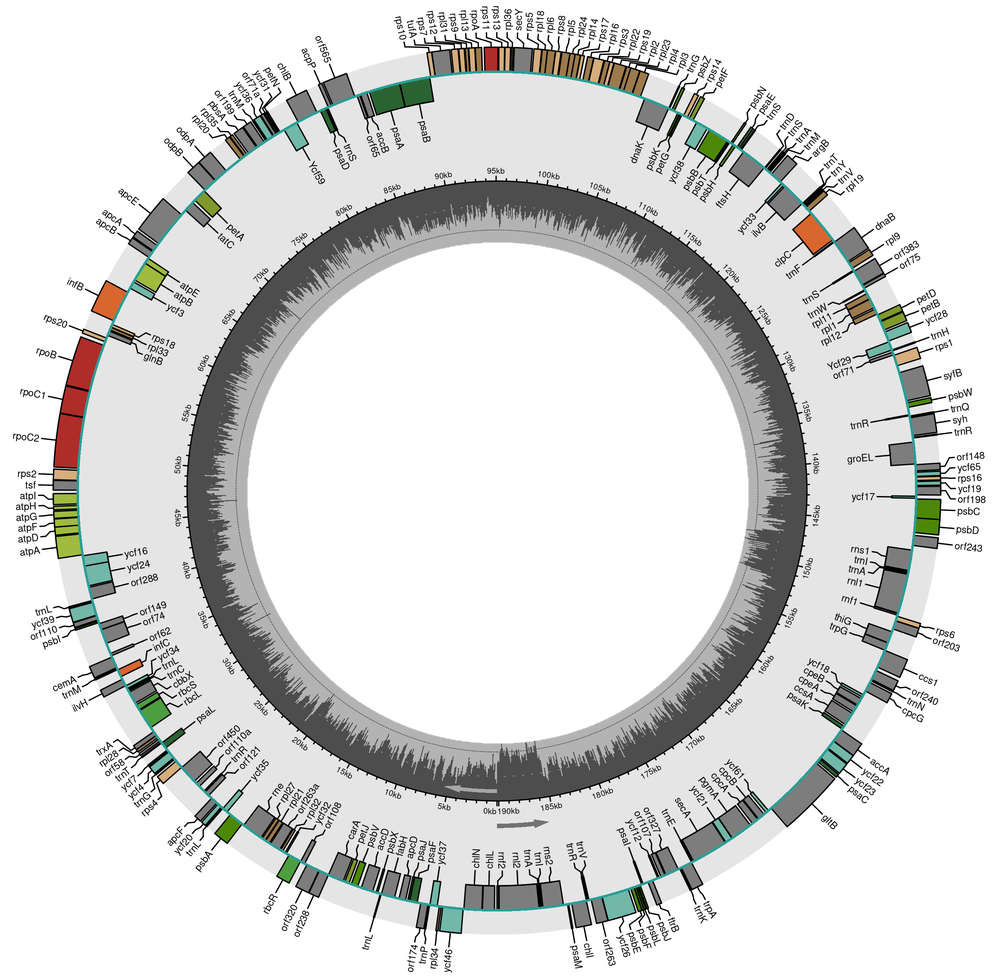 rps10
tufA
rps7
rps12
rpl31
rps9
rpl13
rpoA
rps11
rps13
rpl36
secY
rps5
rpl18
rpl6
rps8
rpl5
rpl24
rpl14
rps17
rpl16
rps3
rpl22
rps19
rpl2
rpl23
rpl4
rpl3
trnG
psbZ
rps14
petF
psbN
psaE
trnS
trnD
trnS
trnA
trnM
argB
trnT
trnY
trnV
rpl19
dnaB
rpl9
orf383
orf75
petD
petB
ycf28
trnH
rps1
syfB
psbW
trnQ
syh
trnR
orf148
ycf65
rps16
ycf19
orf198
psbC
psbD
orf243
rps6
orf203
ccs1
orf240
trnN
cpcG
accA
ycf22
ycf23
psaC
gltB
trpA
trnK
ftrB
psbJ
psbL
psbF
psbE
ycf26
orf263
chlI
psaM
ycf46
rpl34
trnP
orf174
trnL
orf238
orf320
rbcR
psbA
trnL
ycf20
apcF
rps4
trnG
ycf4
ycf7
trnT
orf58
rpl28
trxA
ilvH
trnM
cemA
psbI
orf110
ycf39
trnL
atpA
atpD
atpF
atpG
atpH
atpI
tsf
rps2
rpoC2
rpoC1
rpoB
rps20
infB
apcB
apcA
apcE
odpB
odpA
rpl20
rpl35
pbsA
orf199
trnM
ycf36
orf71a
ycf31
petN
chlB
acpP
orf565
Ycf59
psaD
trnS
orf65
accB
psaA
psaB
dnaK
psbK
petG
ycf38
psbB
psbT
psbH
ftsH
ycf33
ilvB
clpC
trnF
trnS
trnW
rpl11
rpl1
rpl12
Ycf29
orf71
trnR
groEL
ycf17
rns1
trnI
trnA
rnl1
rnf1
thiG
trpG
ycf18
cpeB
cpeA
ccsA
psaK
ycf61
cpcB
cpcA
pgmA
ycf21
secA
trnE
orf327
orf107
ycf12
psaI
trnV
trnR
rns2
trnI
trnA
rnl2
rnf2
chlL
chlN
ycf37
psaF
psaJ
apcD
fabH
psbX
accD
psbV
petJ
carA
orf108
ycf32
rpl32
orf263a
rpl21
rpl27
rne
ycf35
orf121
trnR
orf110a
orf450
psaL
rbcL
rbcS
cbbX
trnC
trnL
ycf34
infC
orf62
orf74
orf149
orf288
ycf24
ycf16
glnB
rpl33
rps18
ycf3
atpB
atpE
tatC
petA
0kb
5kb
10kb
15kb
20kb
25kb
30kb
35kb
40kb
45kb
50kb
55kb
60kb
65kb
70kb
75kb
80kb
85kb
90kb
95kb
100kb
105kb
110kb
115kb
120kb
125kb
130kb
135kb
140kb
145kb
150kb
155kb
160kb
165kb
170kb
175kb
180kb
185kb
190kb